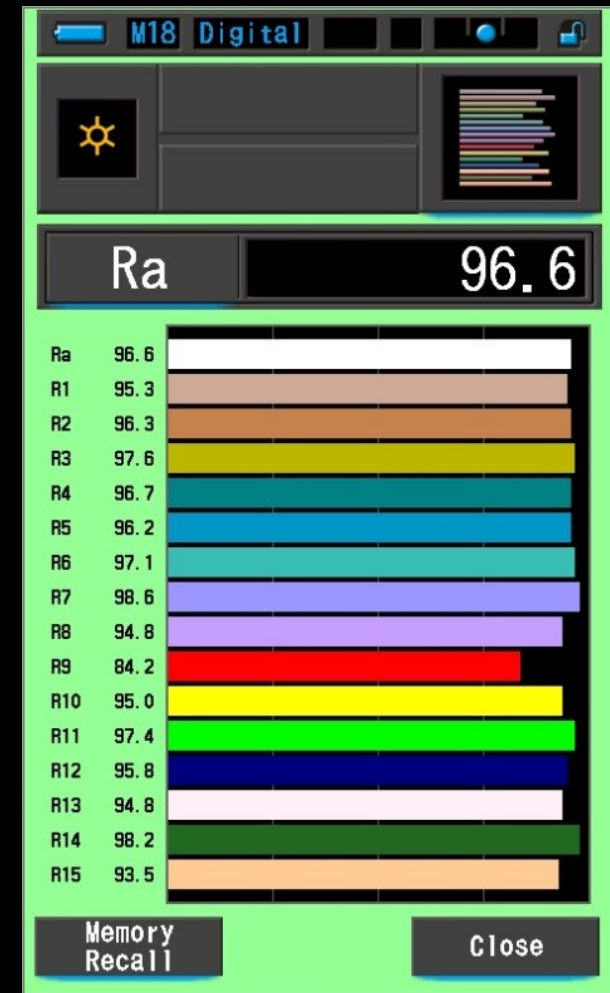 M18 Digital
Ra 96.6
Ra 96.6
R1 95.3
R2 96.3
R3 97.6
R4 96.7
R5 96.2
R6 97.1
R7 98.6
R8 94.8
R9 84.2
R10 95.0
R11 97.4
R12 95.8
R13 94.8
R14 98.2
R15 93.5
Memory
Recall
Close